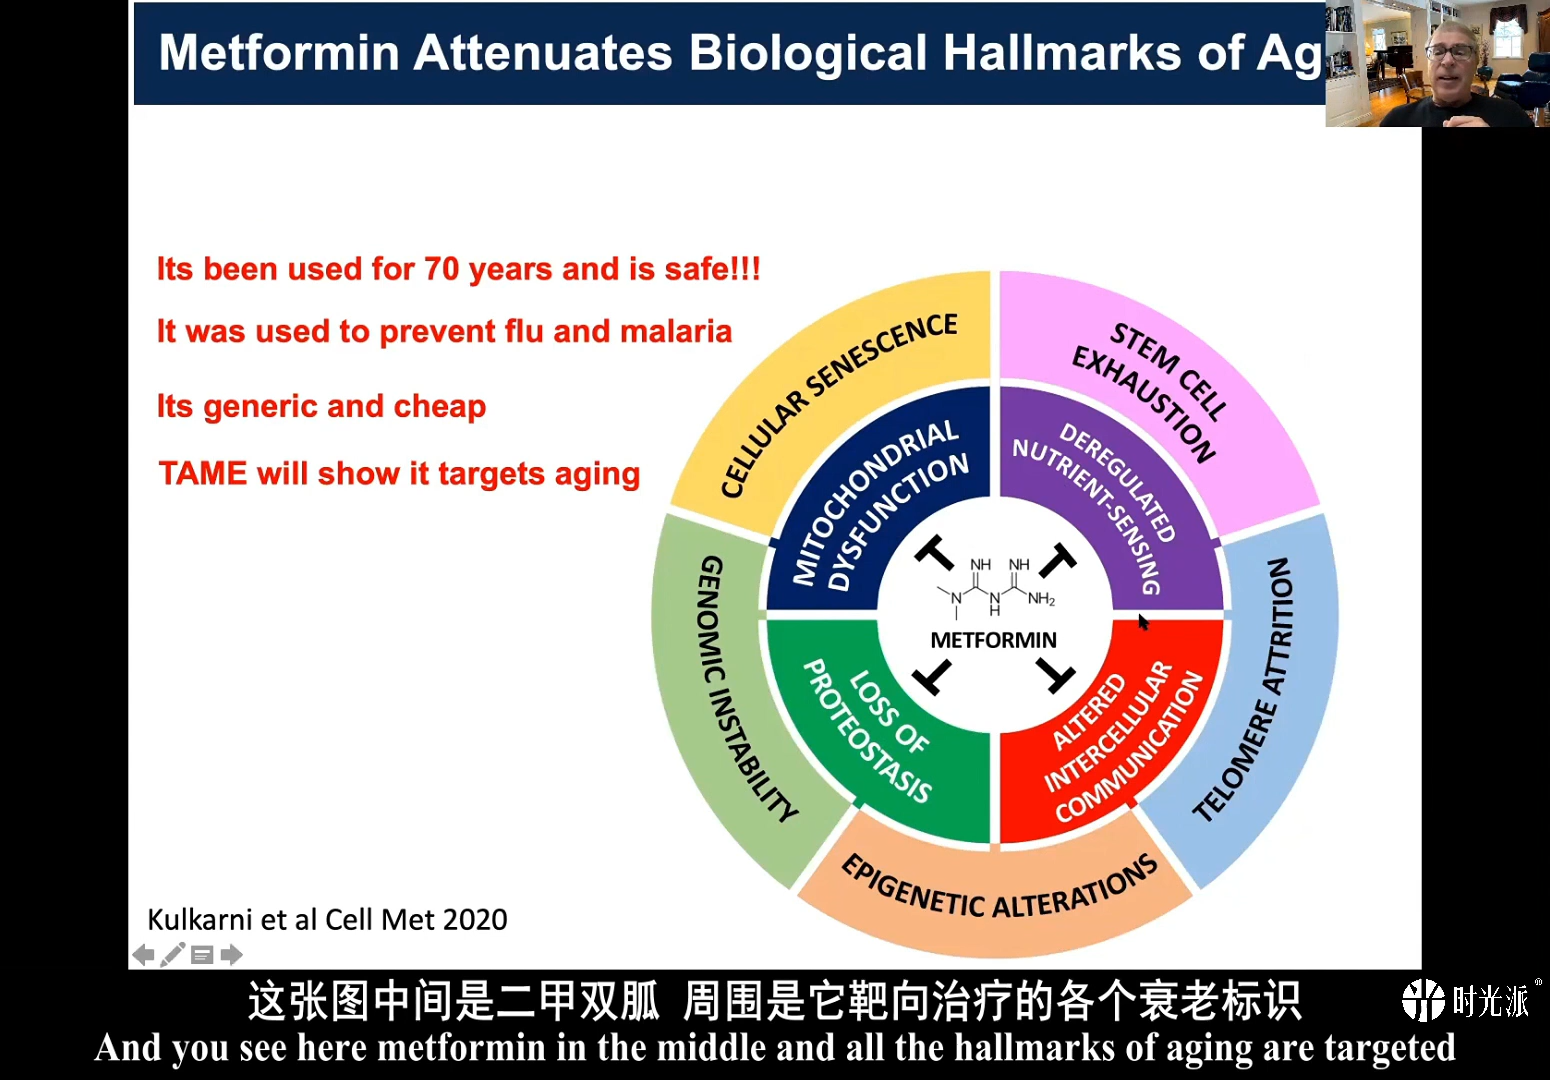 Metformin Attenuates Biological Hallmarks of Ag
Its been used for 70 years and is safe!!!
It was used to prevent flu and malaria
Its generic and cheap
TAME will show it targets aging
CELLULAR SENESCENCE
STEM CELL
EXHAUSTION
MITOCHONDRIAL
DYSFUNCTION
DEREGULATED
NUTRIENT-SENSING
GENOMIC INSTABILITY
NH NH
N N NH2
H
METFORMIN
TELOMERE ATTRITION
LOSS OF
PROTEOSTASIS
ALTERED
INTERCELLULAR
COMMUNICATION
EPIGENETIC ALTERATIONS
Kulkarni et al Cell Met 2020
这张图中间是二甲双胍 周围是它靶向治疗的各个衰老标识
时光派®
And you see here metformin in the middle and all the hallmarks of aging are targeted